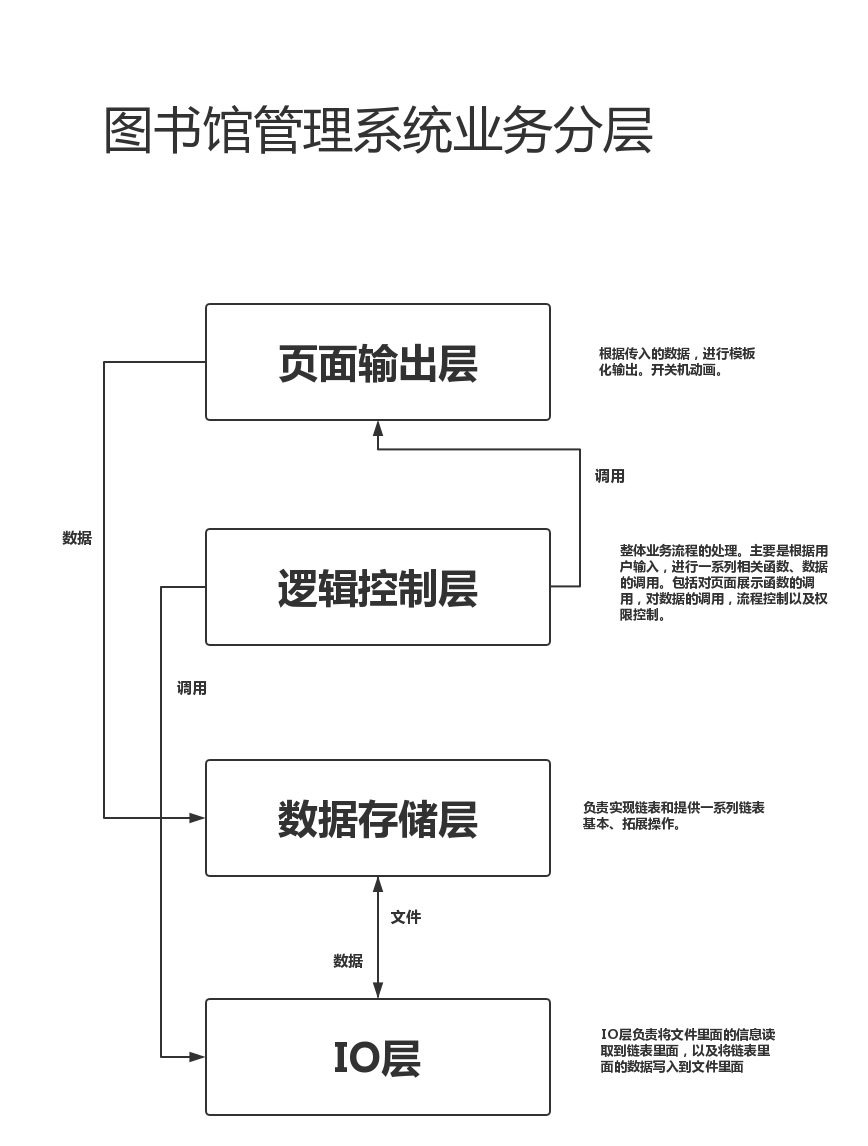 图书馆管理系统业务分层
页面输出层
根据传入的数据，进行模板
化输出。开关机动画。
调用
数据
逻辑控制层
整体业务流程的处理。主要是根据用
户输入，进行一系列相关函数、数据
的调用。包括对页面展示函数的调
用，对数据的调用，流程控制以及权
限控制。
调用
数据存储层
负责实现链表和提供一系列链表
基本、拓展操作。
文件
数据
IO层
IO层负责将文件里面的信息读
取到链表里面，以及将链表里
面的数据写入到文件里面